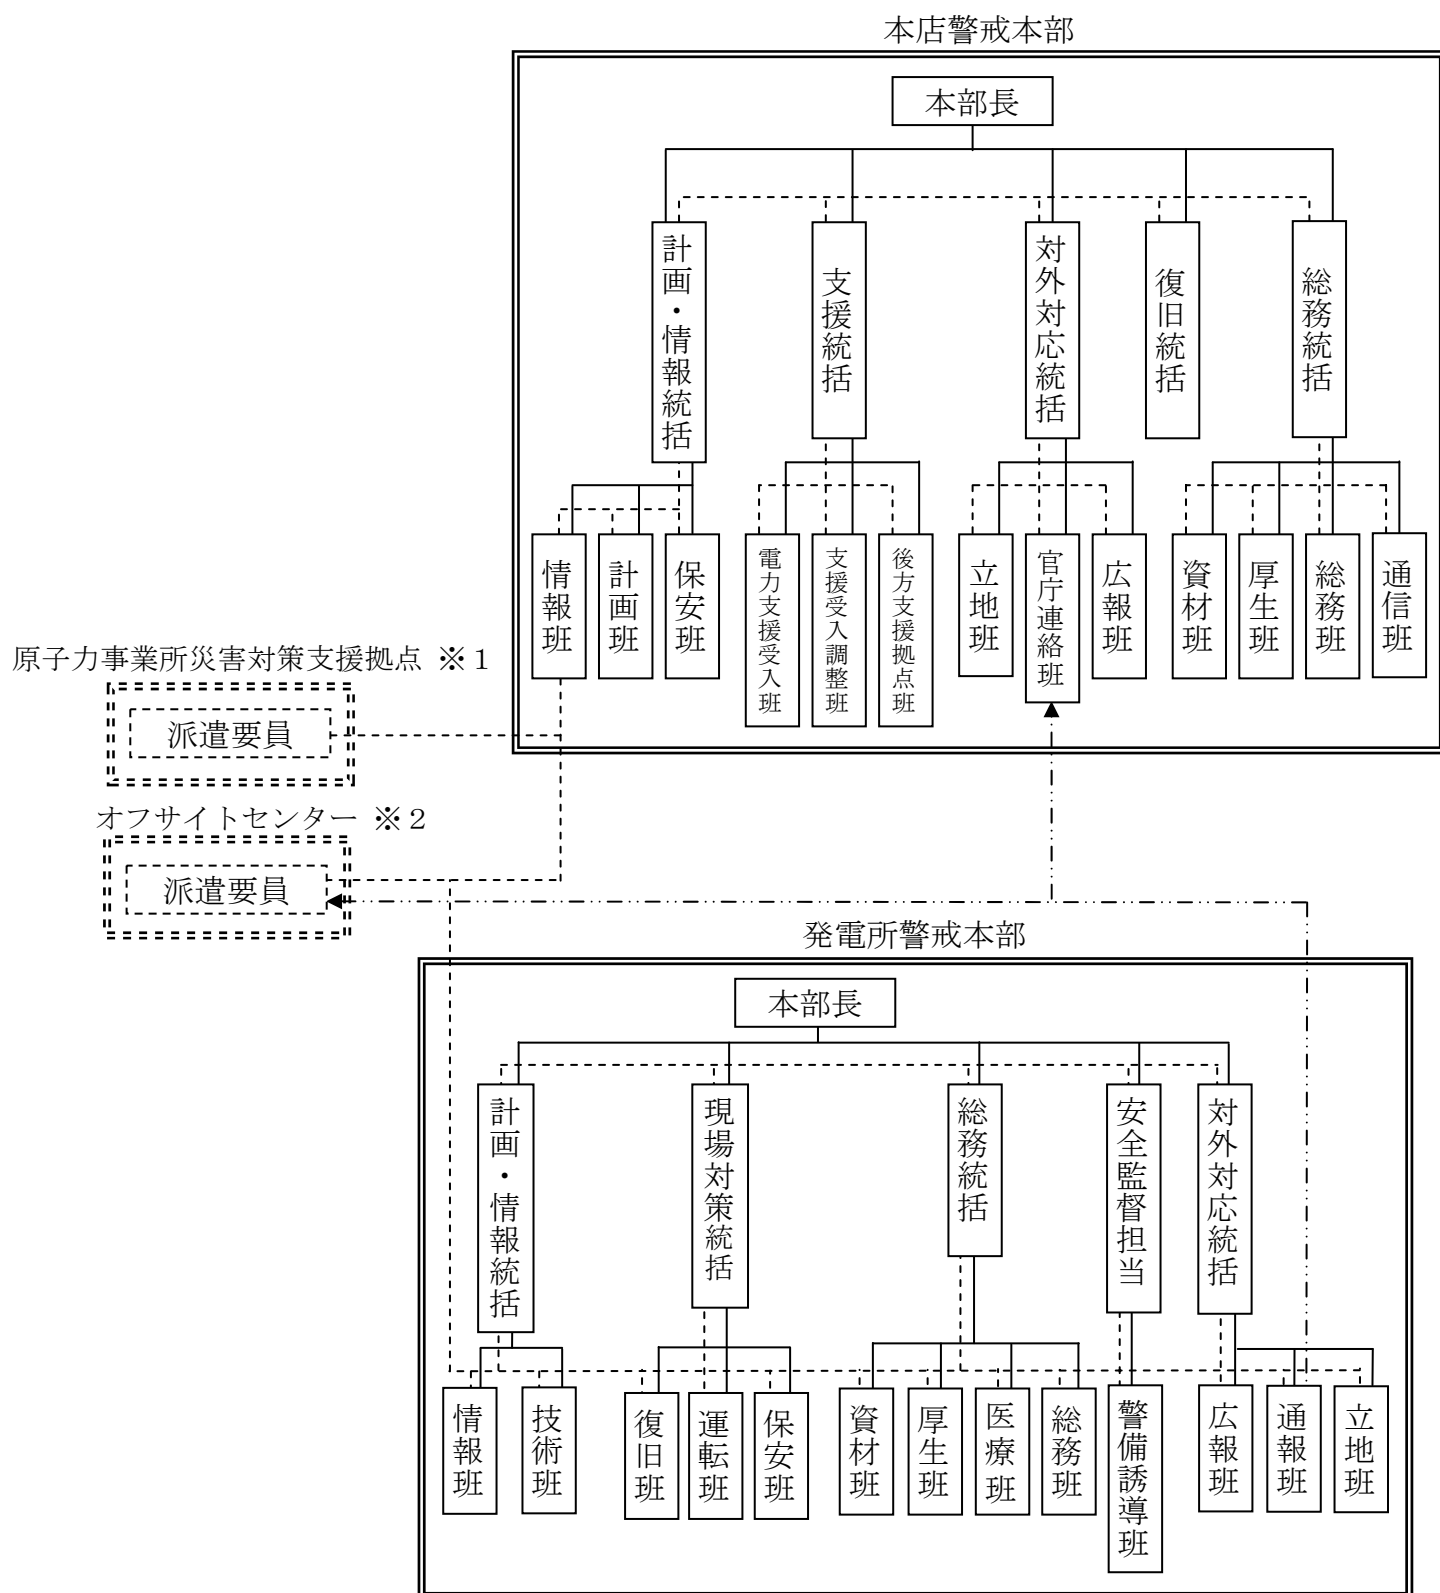 本店警戒本部
本部長
計画・情報統括
支援統括
対外対応統括
復旧統括
総務統括
情報班
計画班
保安班
電力支援受入班
支援受入調整班
後方支援拠点班
立地班
官庁連絡班
広報班
資材班
厚生班
総務班
通信班
原子力事業所災害対策支援拠点 ※1
派遣要員
オフサイトセンター ※2
派遣要員
発電所警戒本部
本部長
計画・情報統括
現場対策統括
総務統括
安全監督担当
対外対応統括
情報班
技術班
復旧班
運転班
保安班
資材班
厚生班
医療班
総務班
警備誘導班
広報班
通報班
立地班